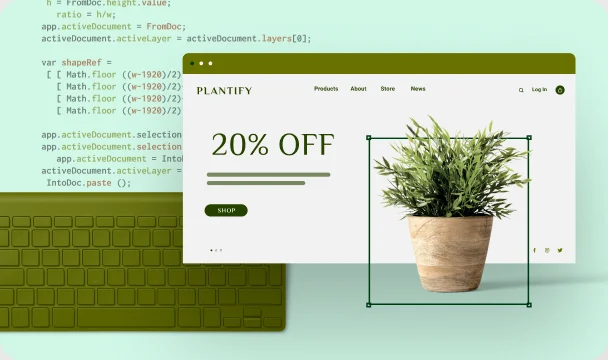 h = FromDoc.height.value;
ratio = h/w;
app.activeDocument = FromDoc;
activeDocument.activeLayer = activeDocument.layers[0];
var shapeRef =
[ [ Math.floor ((w-1920)/2)
[ Math.floor ((w-1920)/2)
[ Math.floor ((w-1920)/2)
[ Math.floor ((w-1920)/2)
app.activeDocument.selection
app.activeDocument.selection
app.activeDocument = Into
activeDocument.activeLayer =
IntoDoc.paste ();
PLANTIFY
Products About Store News
Log In
20% OFF
SHOP